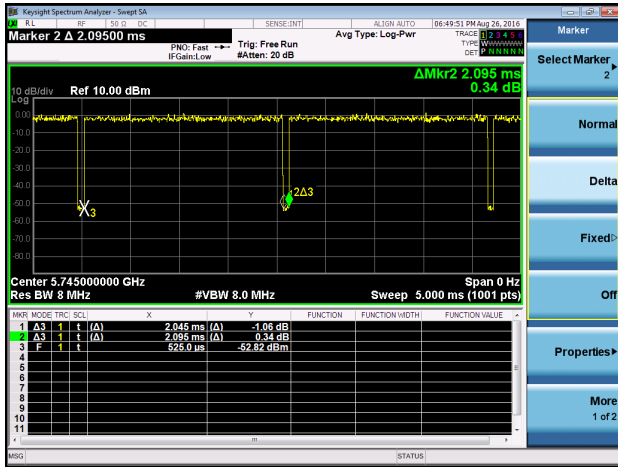 Keysight Spectrum Analyzer - Swept SA
RL RF 50 Ω DC SENSE:INT ALIGN AUTO 06:49:51 PM Aug 26, 2016
Marker 2 Δ 2.09500 ms
PNO: Fast
IFGain:Low
Trig: Free Run
#Atten: 20 dB
Avg Type: Log-Pwr
TRACE 1 2 3 4 5 6
TYPE WWWWWW
DET P NNNNN
Marker
Select Marker
2
Normal
Delta
Fixed
Off
Properties
More
1 of 2
ΔMkr2 2.095 ms
0.34 dB
10 dB/div Ref 10.00 dBm
Log
0.00
-10.0
-20.0
-30.0
-40.0
-50.0
-60.0
-70.0
-80.0
3
2Δ3
Center 5.745000000 GHz Span 0 Hz
Res BW 8 MHz #VBW 8.0 MHz Sweep 5.000 ms (1001 pts)
MKR MODE TRC SCL X Y FUNCTION FUNCTION WIDTH FUNCTION VALUE
1 Δ3 1 t (Δ) 2.045 ms (Δ) -1.06 dB
2 Δ3 1 t (Δ) 2.095 ms (Δ) 0.34 dB
3 F 1 t 525.0 µs -52.82 dBm
4
5
6
7
8
9
10
11
MSG STATUS